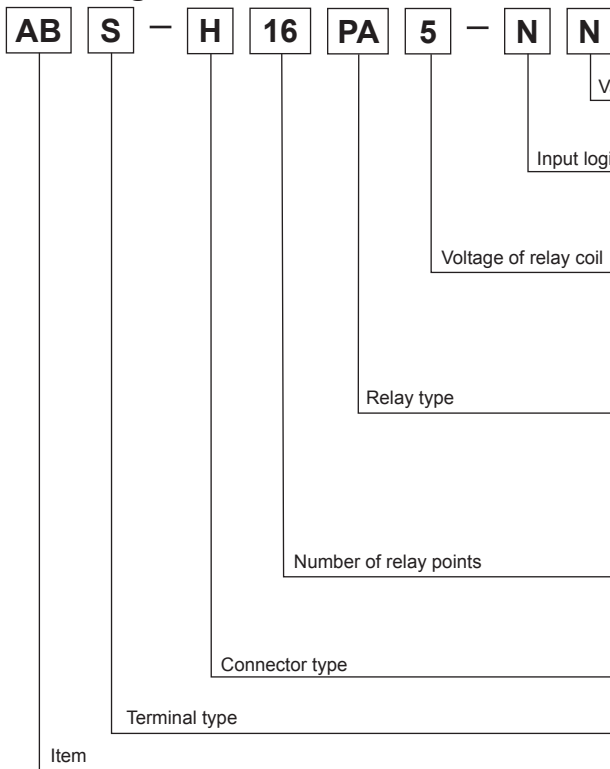 AB S – H 16 PA 5 – N N
Input
Voltage of relay coil
Relay type
Number of relay points
Connector type
Terminal type
Item